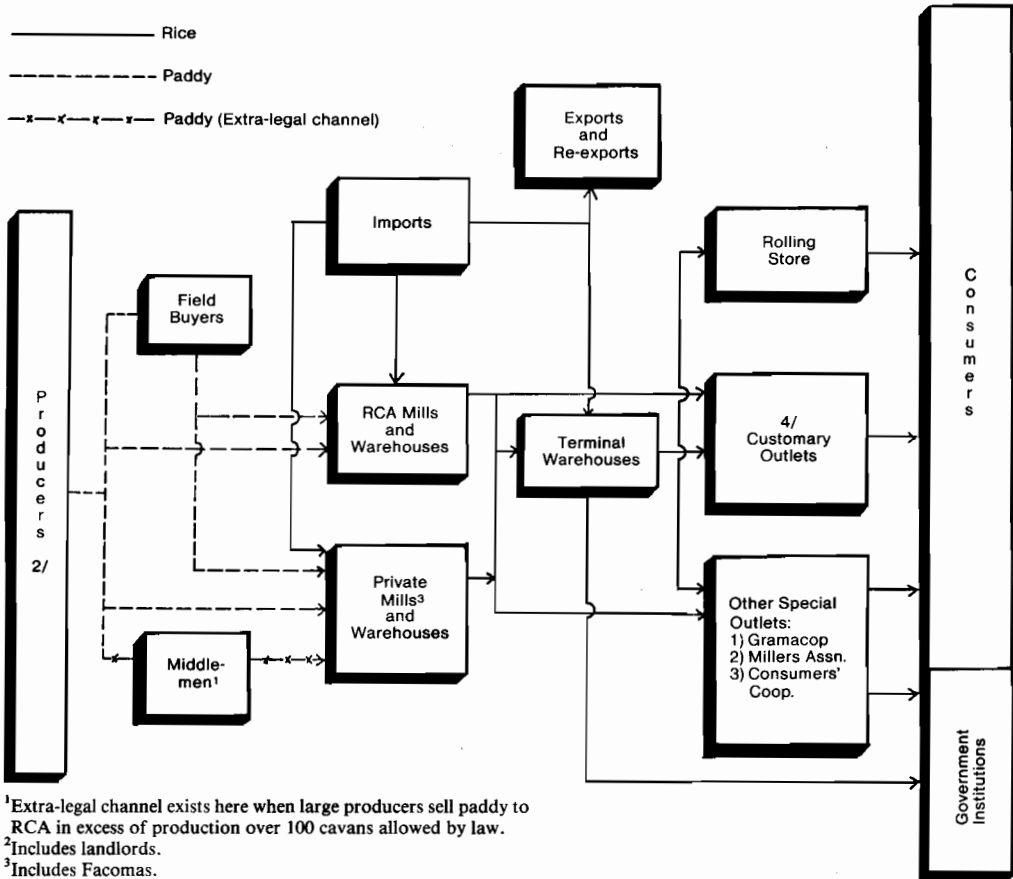 Rice
Paddy
Paddy (Extra-legal channel)
Exports
and
Re-exports
Imports
Rolling
Store
Field
Buyers
Producers
2/
RCA Mills
and
Warehouses
Terminal
Warehouses
4/
Customary
Outlets
Consumers
Private
Mills³
and
Warehouses
Middle-
men¹
Other Special
Outlets:
1) Gramacop
2) Millers Assn.
3) Consumers'
Coop.
Government
Institutions
¹Extra-legal channel exists here when large producers sell paddy to
RCA in excess of production over 100 cavans allowed by law.
²Includes landlords.
³Includes Facomas.